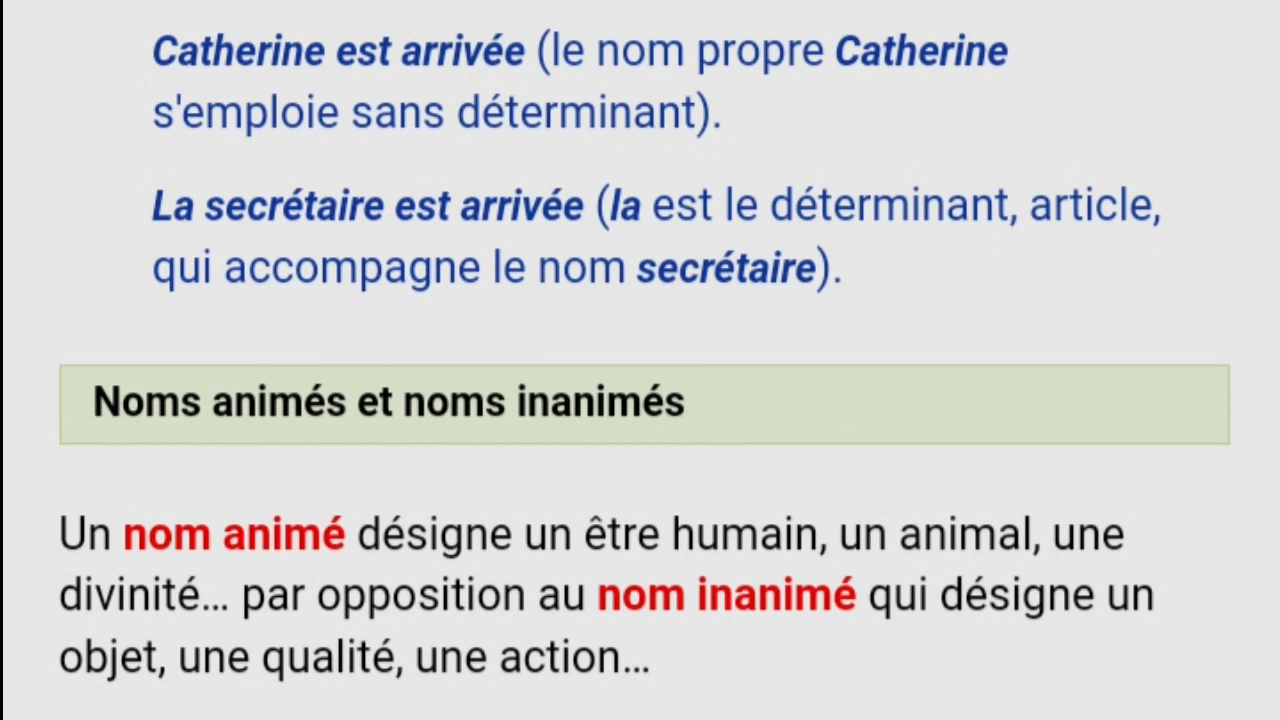 Catherine est arrivée (le nom propre Catherine
s'emploie sans déterminant).
La secrétaire est arrivée (la est le déterminant, article,
qui accompagne le nom secrétaire).
Noms animés et noms inanimés
Un nom animé désigne un être humain, un animal, une
divinité... par opposition au nom inanimé qui désigne un
objet, une qualité, une action...